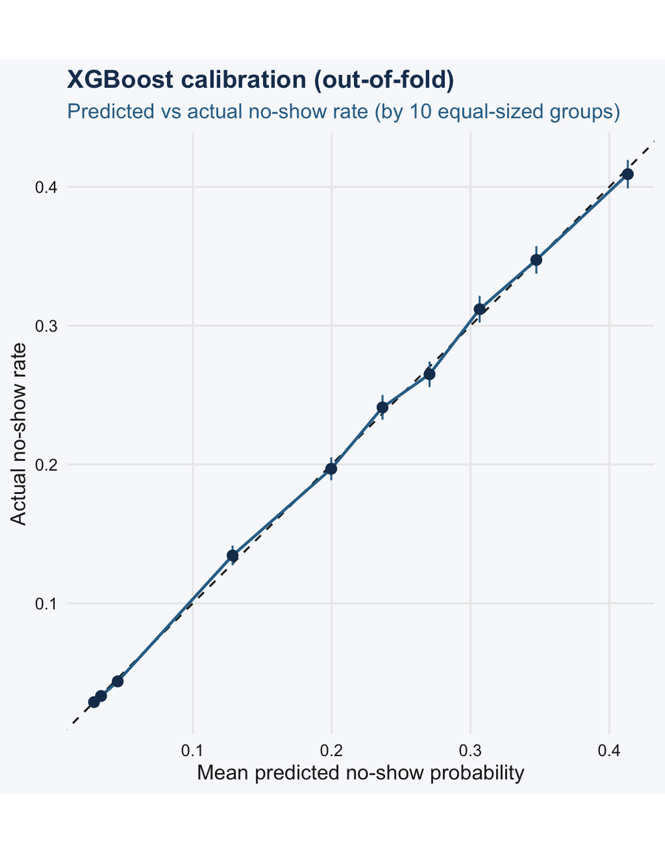 XGBoost calibration (out-of-fold)
Predicted vs actual no-show rate (by 10 equal-sized groups)
0.4
0.3
0.2
0.1
Actual no-show rate
0.1 0.2 0.3 0.4
Mean predicted no-show probability